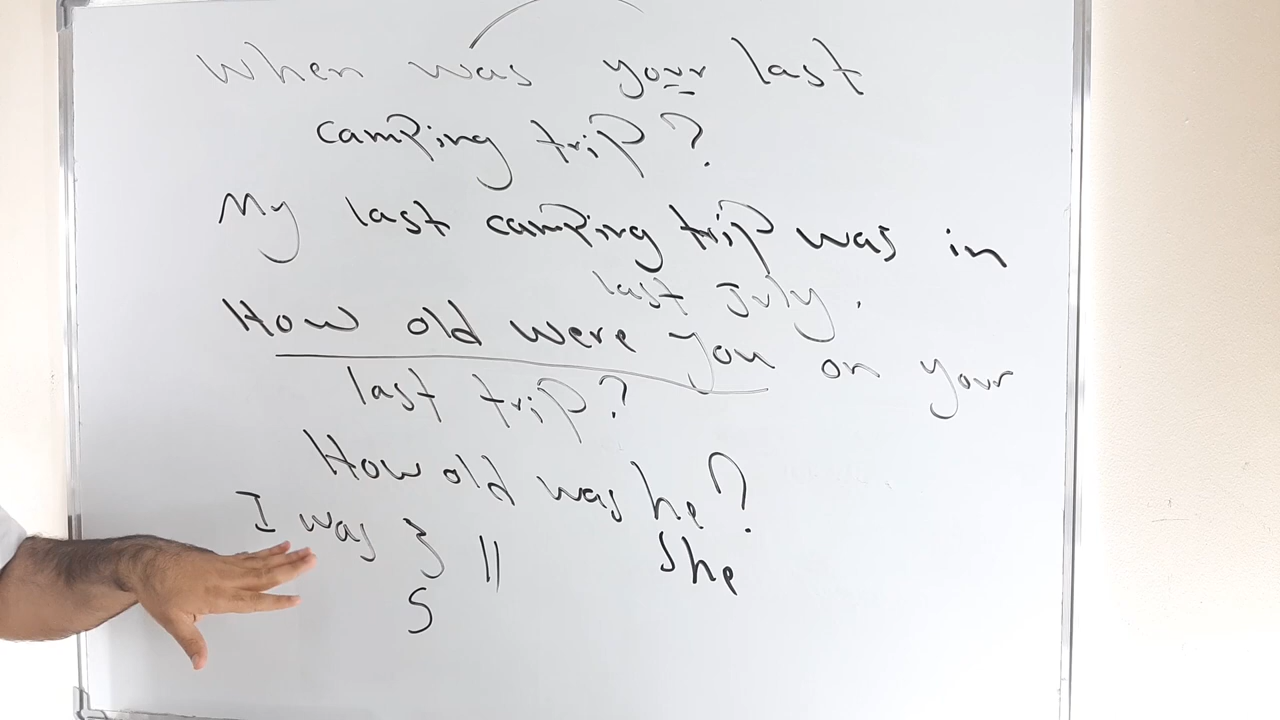 When was your last
camping trip?
My last camping trip was in
last July.
How old were you on your
last trip?
How old was he?
I was 3 11 she
5